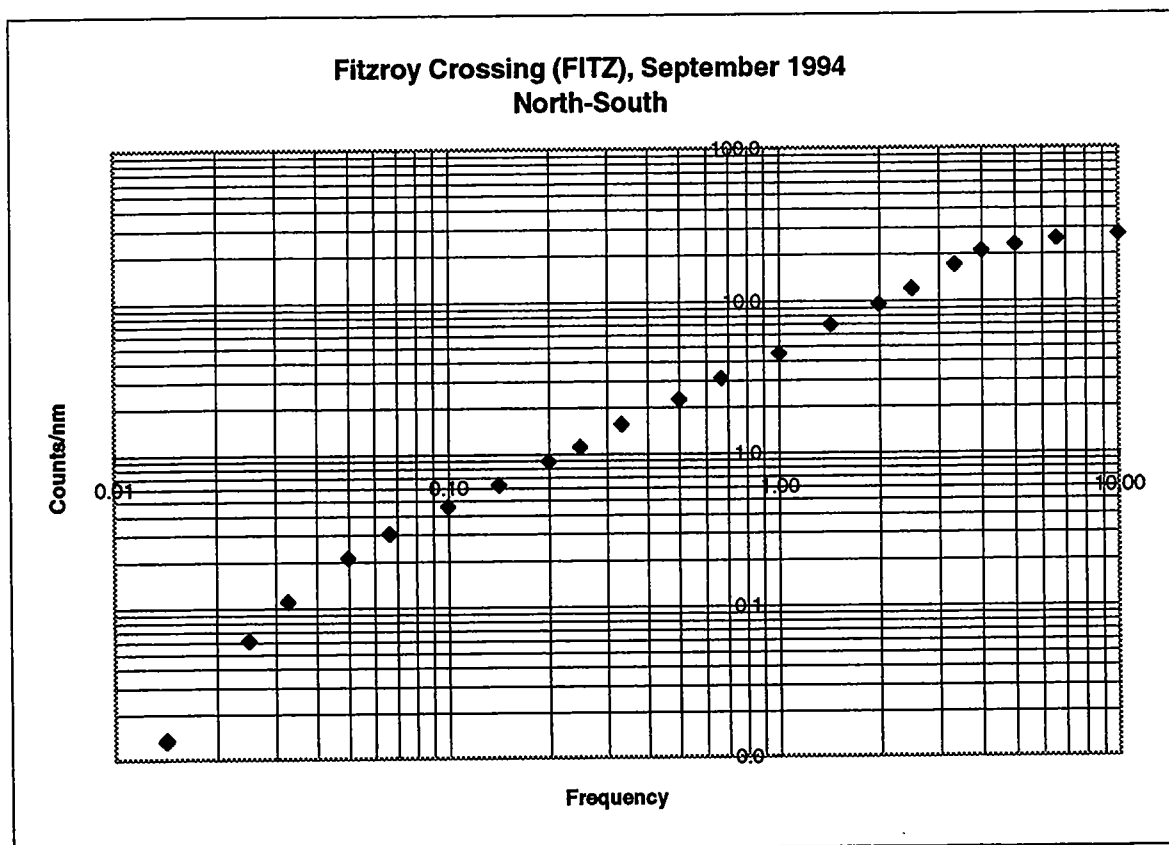 Fitzroy Crossing (FITZ), September 1994
North-South
100.0
10.0
1.0
0.01
0.10
1.00
10.00
0.1
0.0
Counts/nm
Frequency